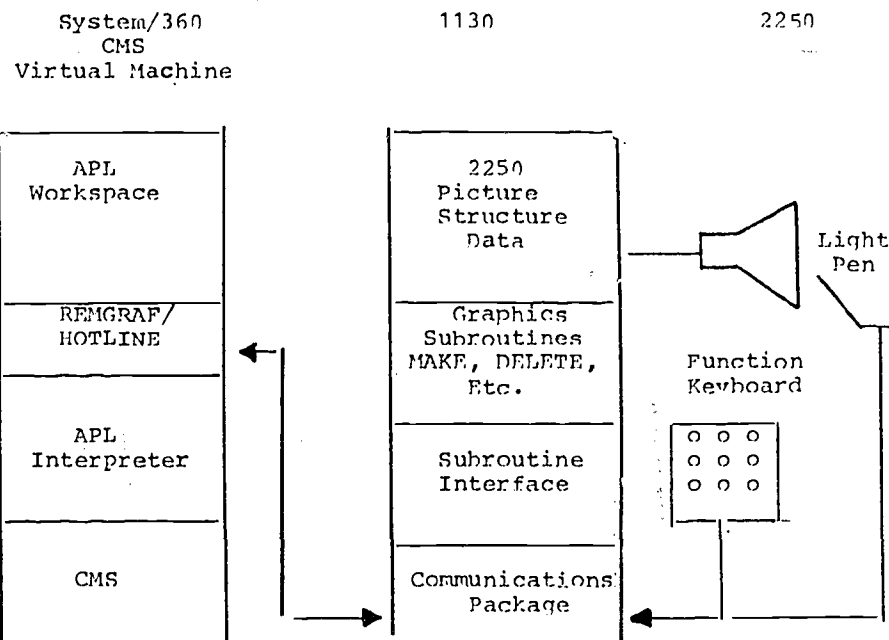 System/360
CMS
Virtual Machine
1130
2250
APL
Workspace
REMGRAF/
HOTLINE
APL
Interpreter
CMS
2250
Picture
Structure
Data
Graphics
Subroutines
MAKE, DELETE,
Etc.
Subroutine
Interface
Communications
Package
Light
Pen
Function
Keyboard